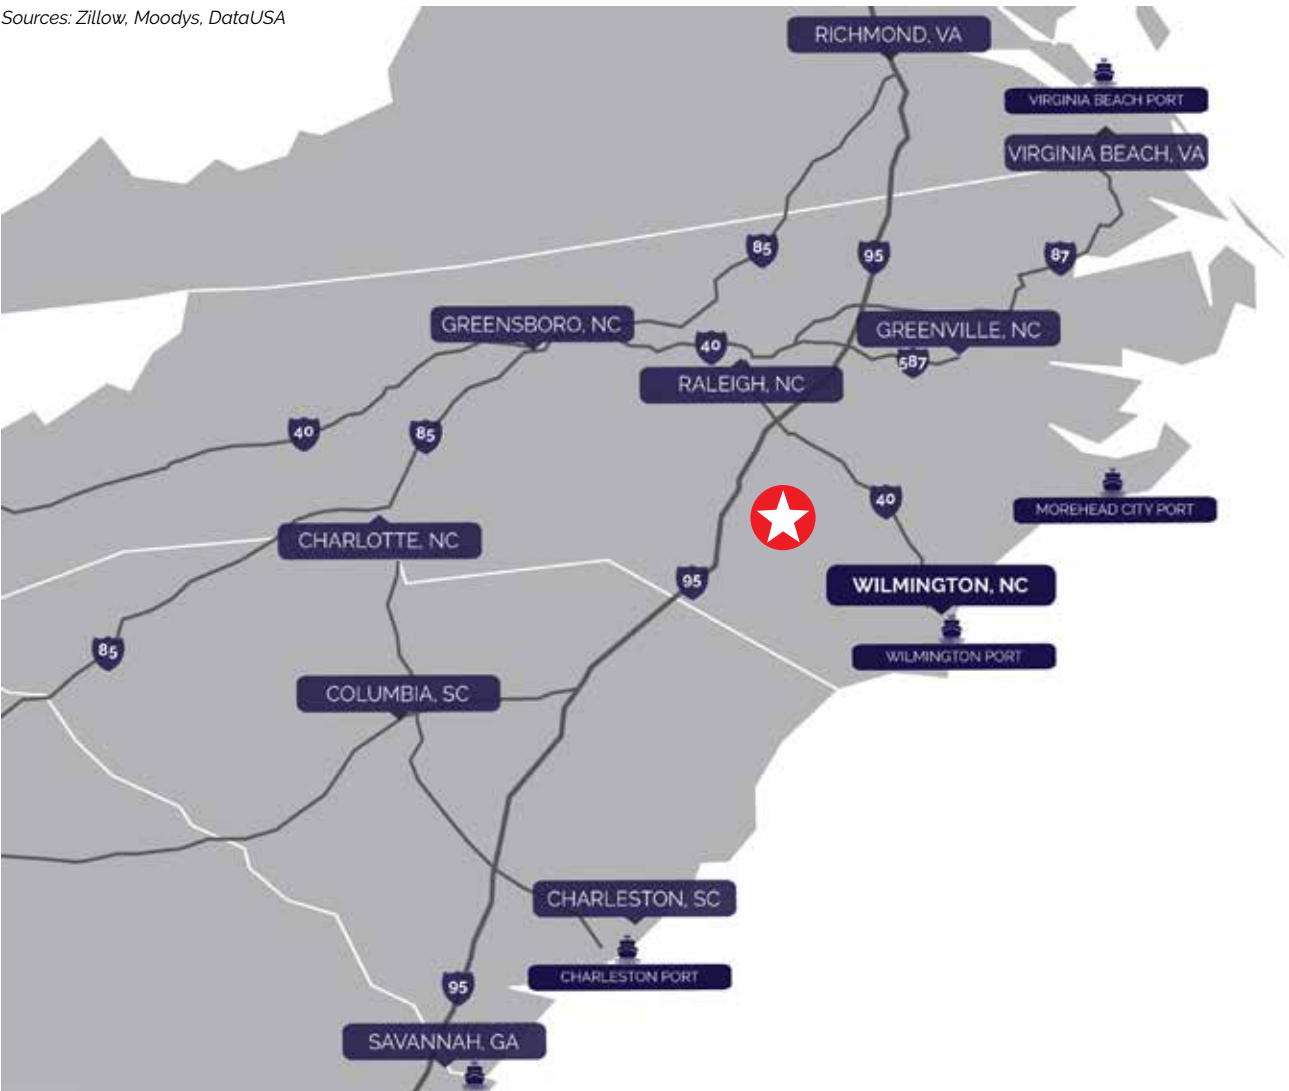 Sources: Zillow, Moodys, DataUSA
RICHMOND, VA
VIRGINIA BEACH PORT
VIRGINIA BEACH, VA
85
95
87
GREENSBORO, NC
GREENVILLE, NC
40
587
RALEIGH, NC
40
85
MOREHEAD CITY PORT
40
CHARLOTTE, NC
95
WILMINGTON, NC
WILMINGTON PORT
85
COLUMBIA, SC
CHARLESTON, SC
CHARLESTON PORT
95
SAVANNAH, GA